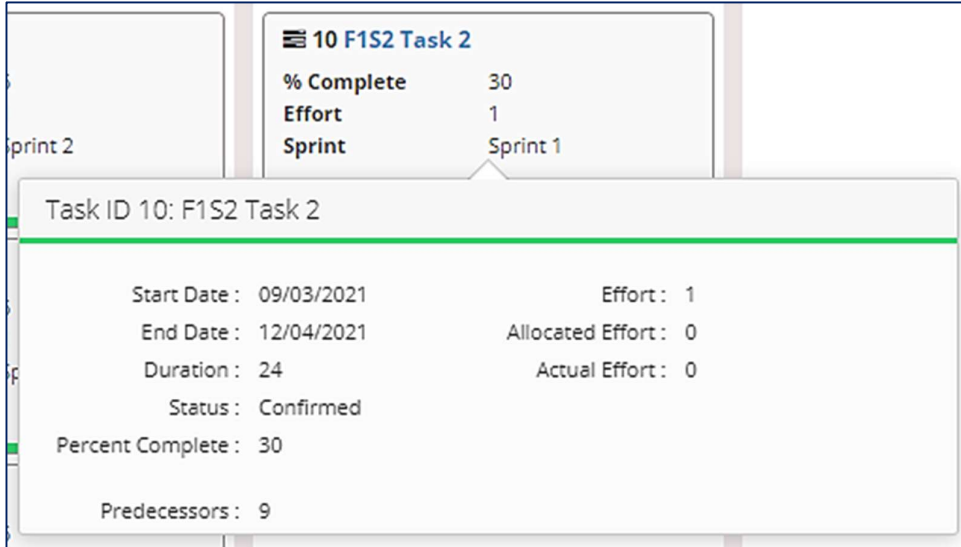 10 F1S2 Task 2
% Complete 30
Effort 1
Sprint Sprint 1
Sprint 2
Task ID 10: F1S2 Task 2
Start Date : 09/03/2021 Effort : 1
End Date : 12/04/2021 Allocated Effort : 0
Duration : 24 Actual Effort : 0
Status : Confirmed
Percent Complete : 30
Predecessors : 9